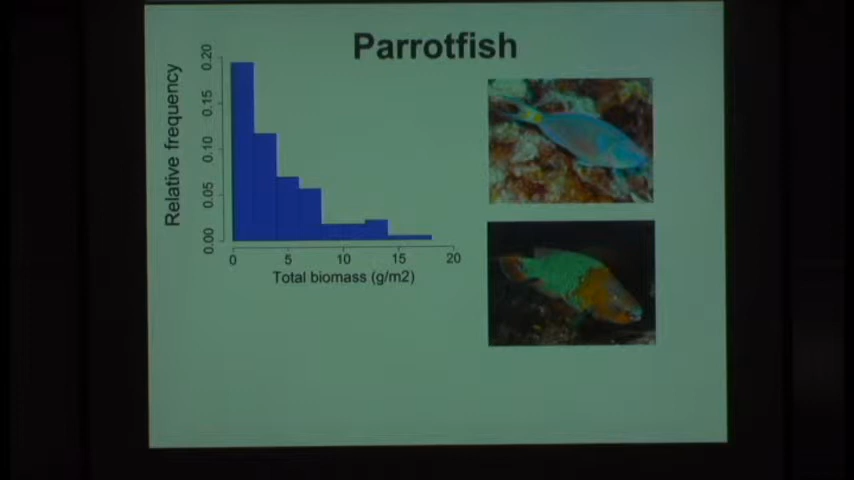 Parrotfish
Relative frequency
0.20
0.15
0.10
0.05
0.00
0 5 10 15 20
Total biomass (g/m2)